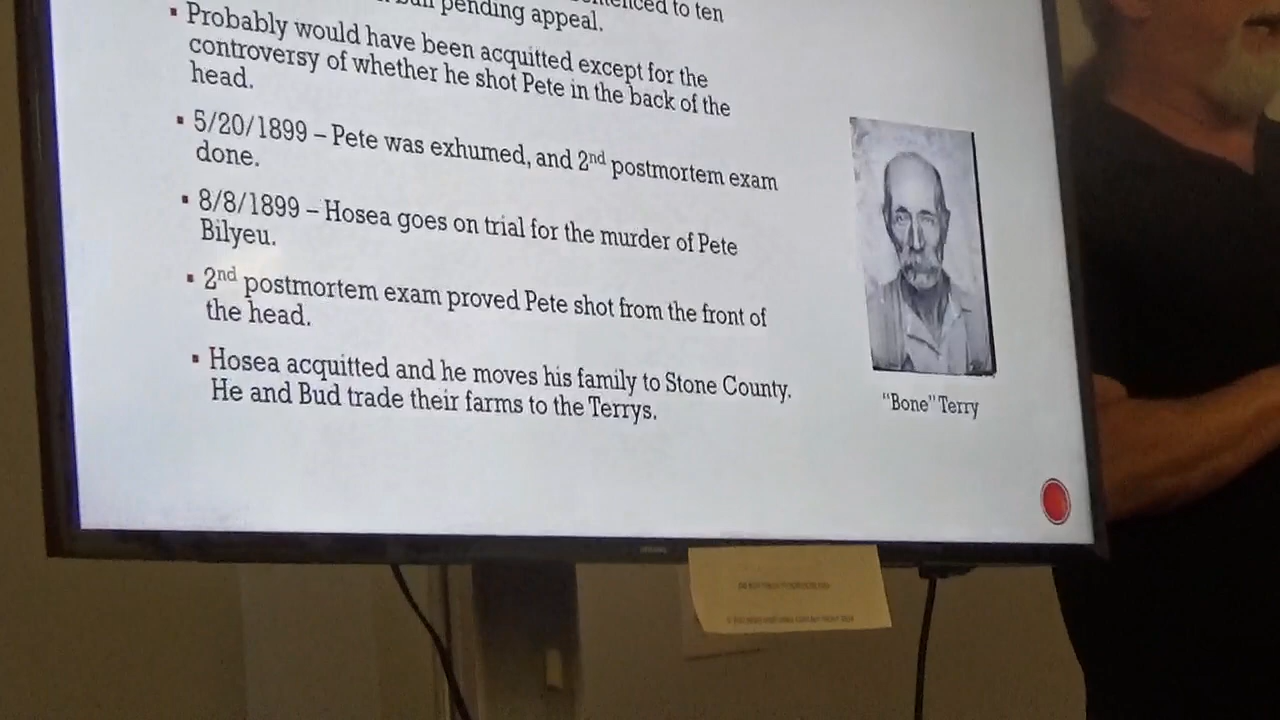 to ten
pending appeal.
▪ Probably would have been acquitted except for the
controversy of whether he shot Pete in the back of the
head.
▪ 5/20/1899 – Pete was exhumed, and 2nd postmortem exam
done.
▪ 8/8/1899 – Hosea goes on trial for the murder of Pete
Bilyeu.
▪ 2nd postmortem exam proved Pete shot from the front of
the head.
▪ Hosea acquitted and he moves his family to Stone County.
He and Bud trade their farms to the Terrys.
"Bone" Terry